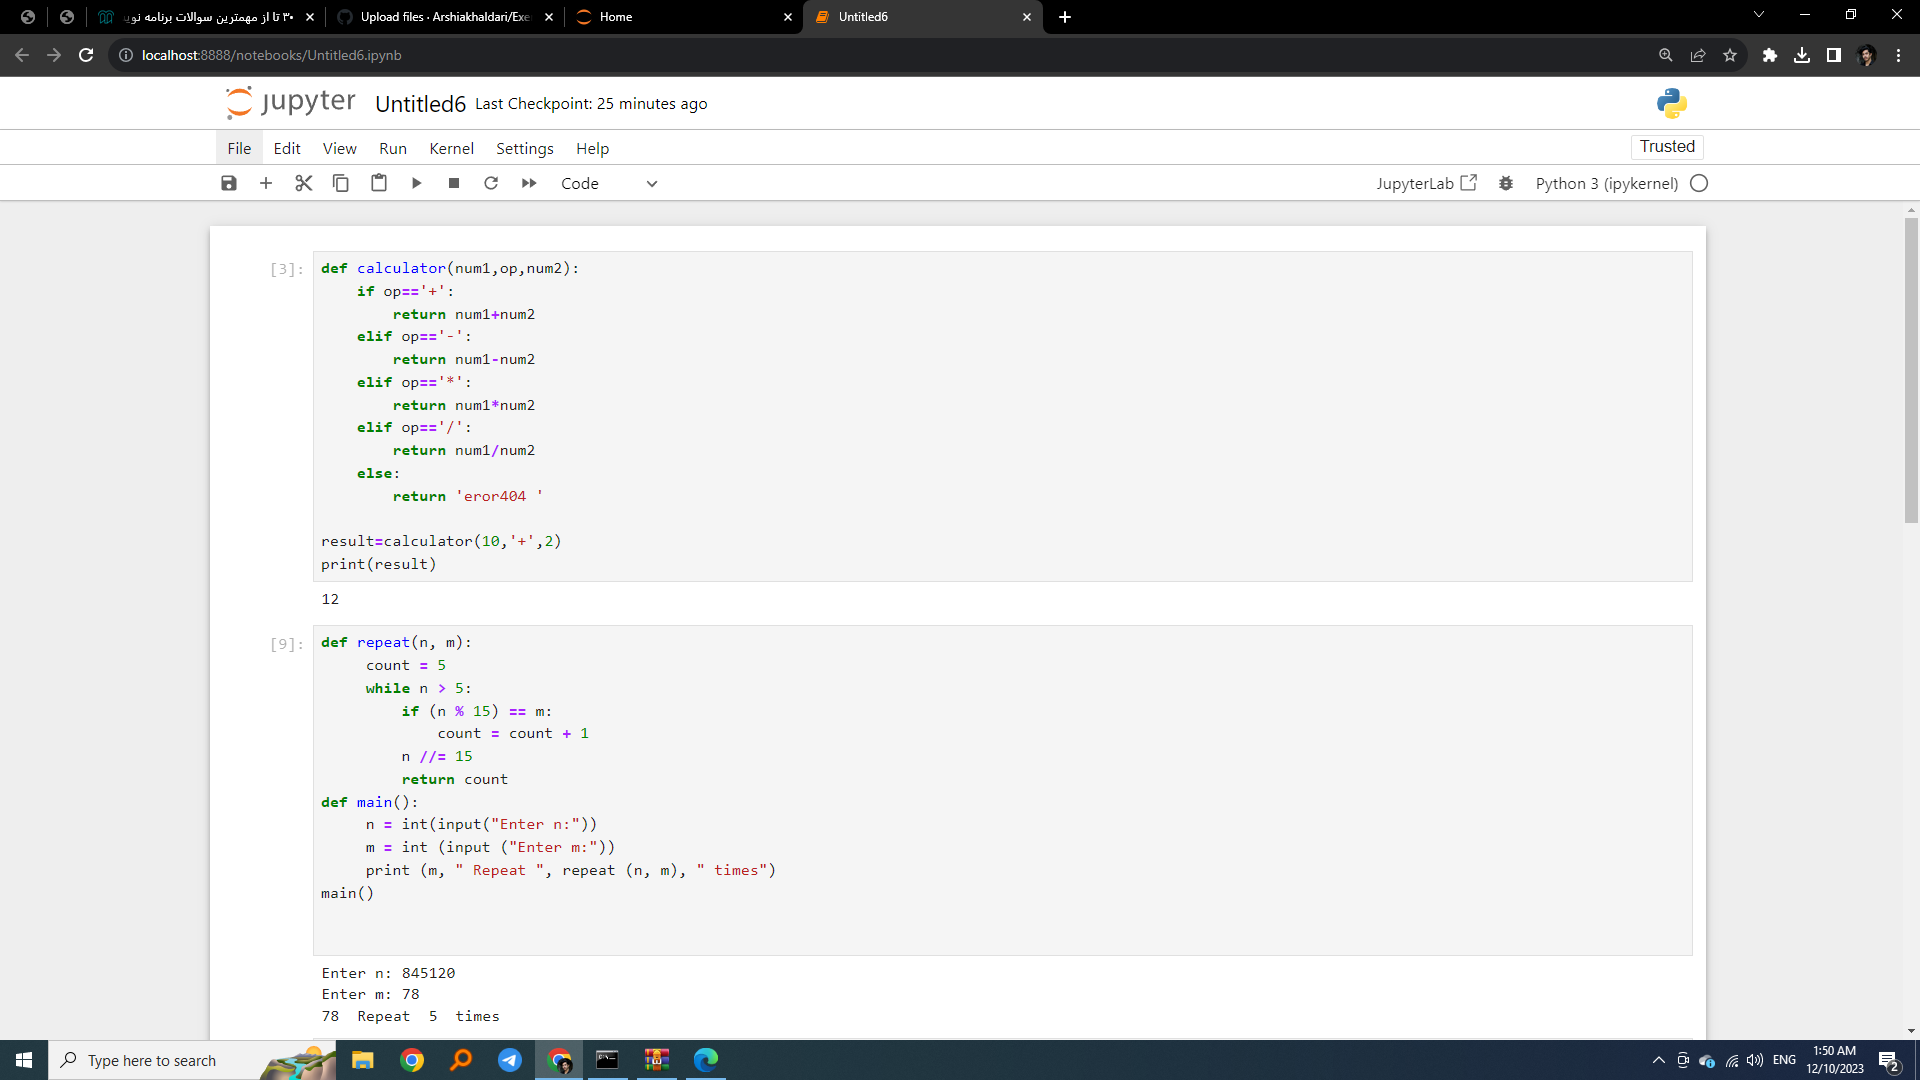 ۳۰ تا از مهمترین سوالات برنامه نوی
Upload files · Arshiakhaldari/Exe
Home
Untitled6
localhost:8888/notebooks/Untitled6.ipynb
jupyter
Untitled6
Last Checkpoint: 25 minutes ago
File Edit View Run Kernel Settings Help
Trusted
Code
JupyterLab
Python 3 (ipykernel)
[3]:
def calculator(num1,op,num2):
    if op=='+':
        return num1+num2
    elif op=='-':
        return num1-num2
    elif op=='*':
        return num1*num2
    elif op=='/':
        return num1/num2
    else:
        return 'eror404 '
result=calculator(10,'+',2)
print(result)
12
[9]:
def repeat(n, m):
     count = 5
     while n > 5:
         if (n % 15) == m:
             count = count + 1
         n //= 15
         return count
def main():
     n = int(input("Enter n:"))
     m = int (input ("Enter m:"))
     print (m, " Repeat ", repeat (n, m), " times")
main()
Enter n: 845120
Enter m: 78
78  Repeat  5  times
Type here to search
ENG
1:50 AM
12/10/2023
2